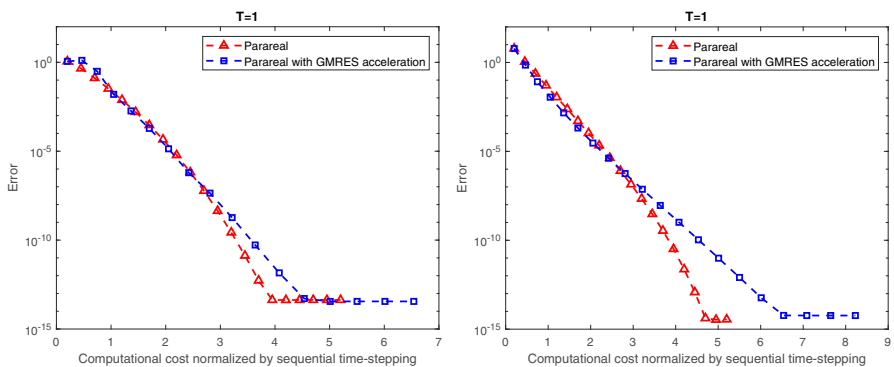 T=1
10^0
10^-5
10^-10
10^-15
Error
Parareal
Parareal with GMRES acceleration
0 1 2 3 4 5 6 7
Computational cost normalized by sequential time-stepping
T=1
10^0
10^-5
10^-10
10^-15
Error
Parareal
Parareal with GMRES acceleration
0 1 2 3 4 5 6 7 8 9
Computational cost normalized by sequential time-stepping